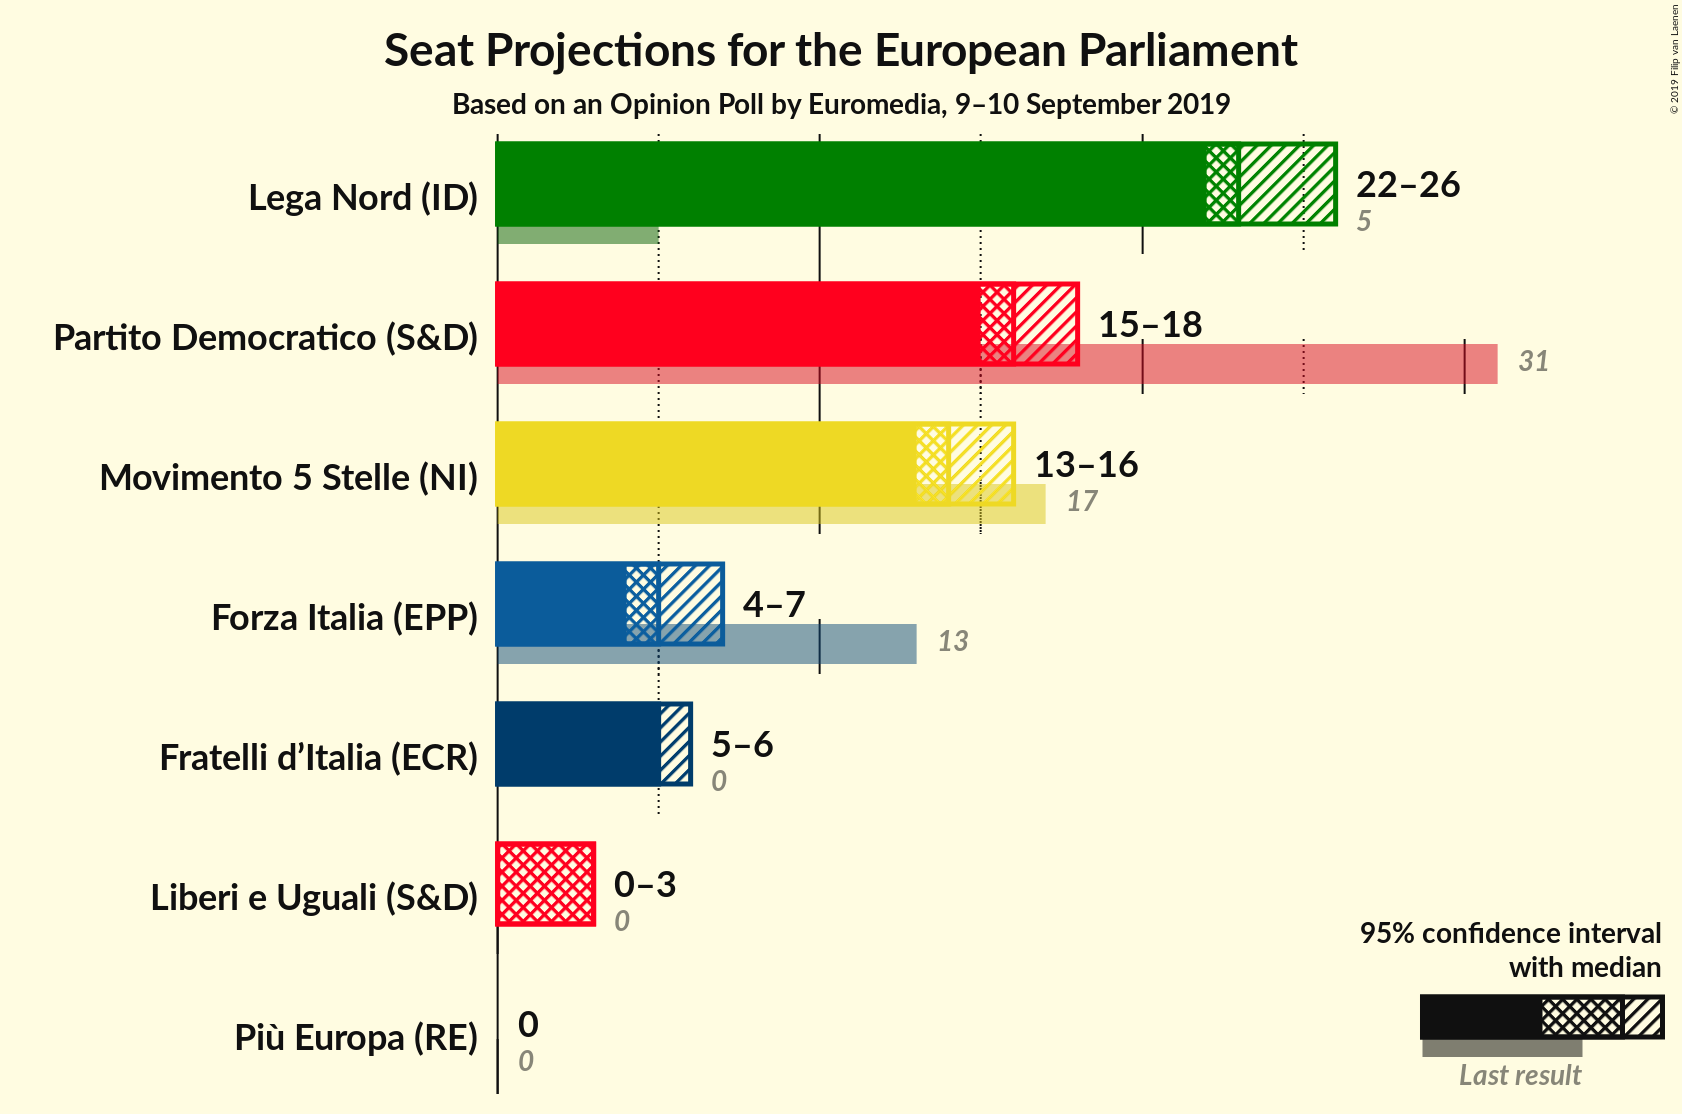 Seat Projections for the European Parliament
Based on an Opinion Poll by Euromedia, 9–10 September 2019
© 2019 Filip van Laenen
Lega Nord (ID)
22–26
5
Partito Democratico (S&D)
15–18
31
Movimento 5 Stelle (NI)
13–16
17
Forza Italia (EPP)
4–7
13
Fratelli d’Italia (ECR)
5–6
0
Liberi e Uguali (S&D)
0–3
0
Più Europa (RE)
0
0
95% confidence interval
with median
Last result